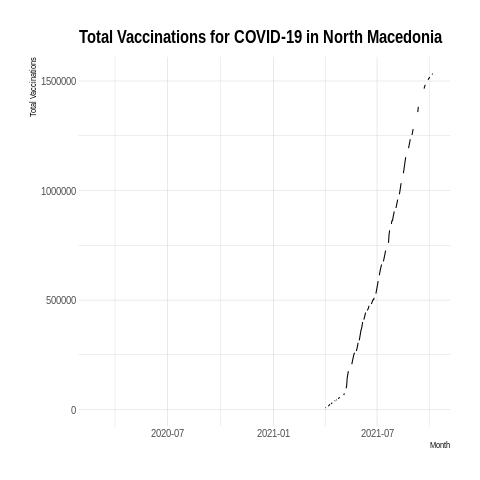 Total Vaccinations for COVID-19 in North Macedonia
Total Vaccinations
1500000
1000000
500000
0
2020-07 2021-01 2021-07
Month